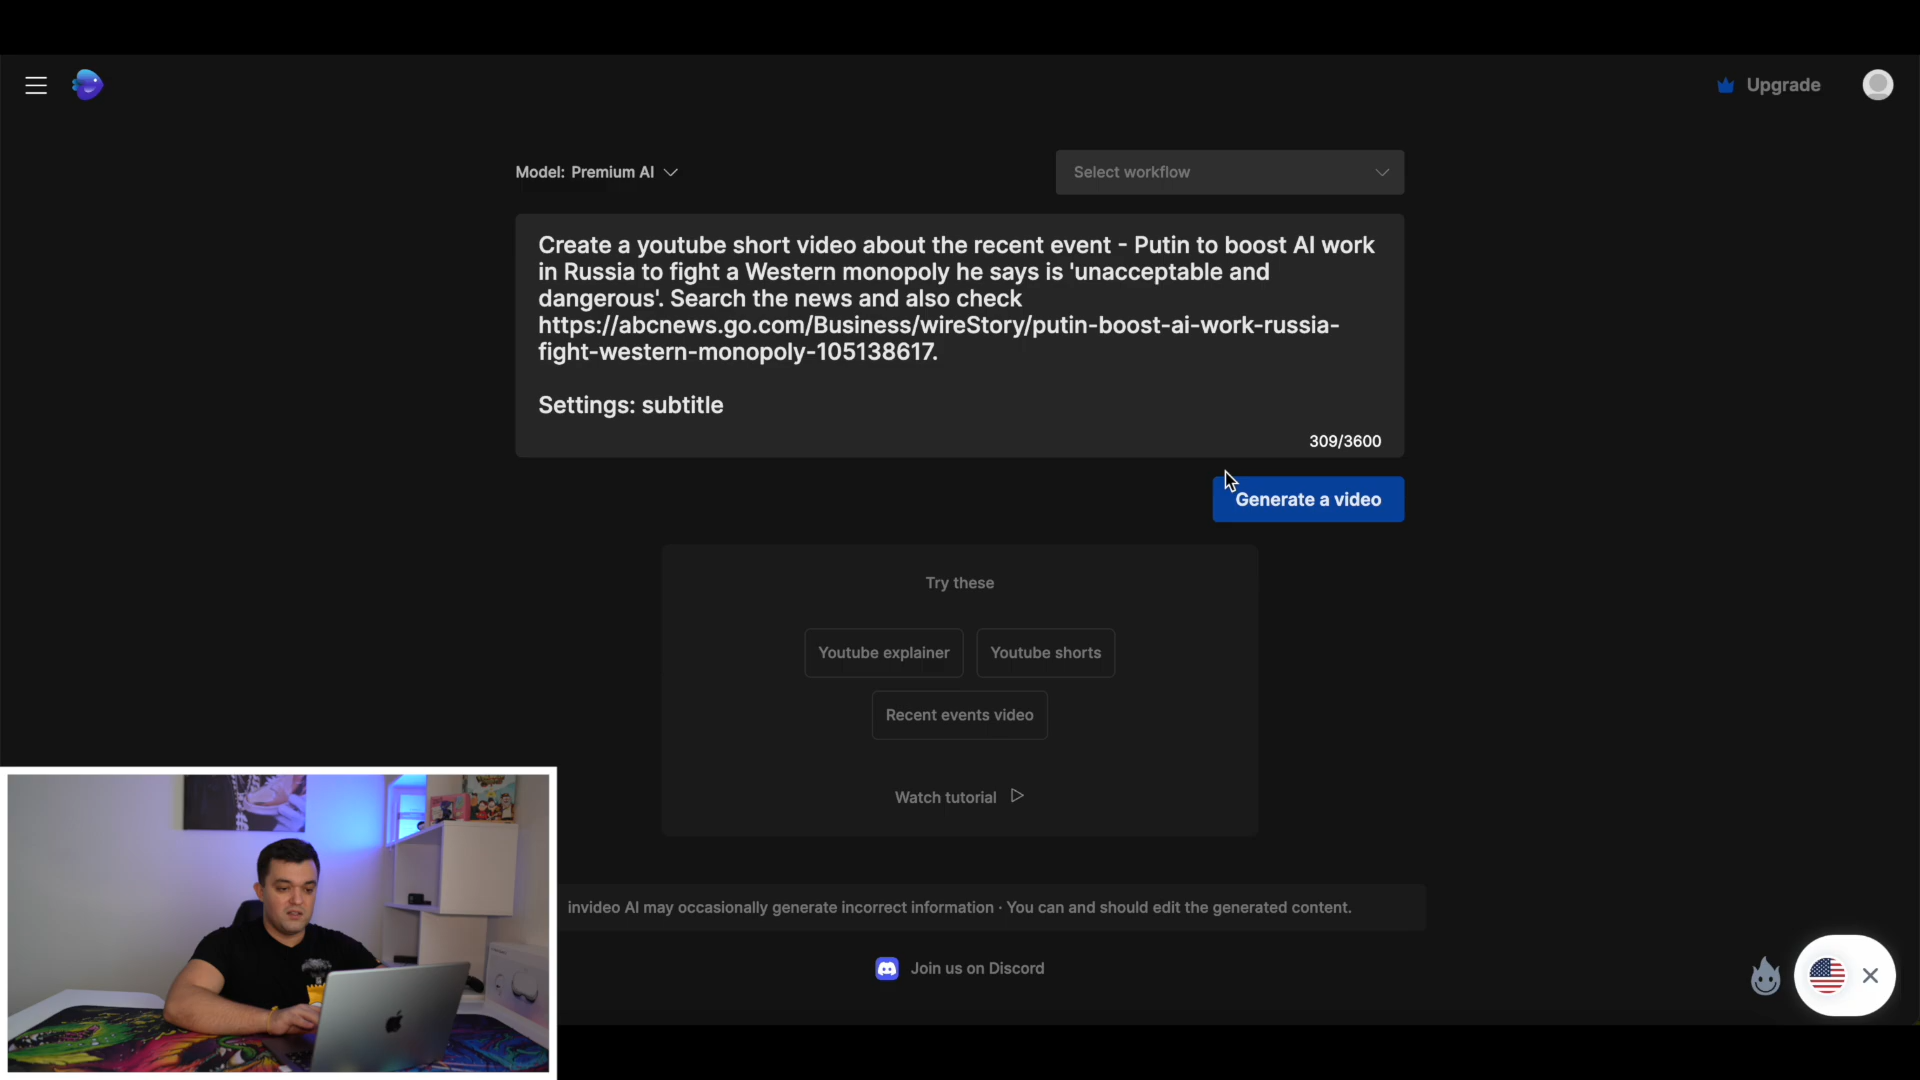 Upgrade
Model: Premium AI
Select workflow
Create a youtube short video about the recent event - Putin to boost AI work
in Russia to fight a Western monopoly he says is 'unacceptable and
dangerous'. Search the news and also check
https://abcnews.go.com/Business/wireStory/putin-boost-ai-work-russia-
fight-western-monopoly-105138617.
Settings: subtitle
309/3600
Generate a video
Try these
Youtube explainer
Youtube shorts
Recent events video
Watch tutorial
invideo AI may occasionally generate incorrect information · You can and should edit the generated content.
Join us on Discord